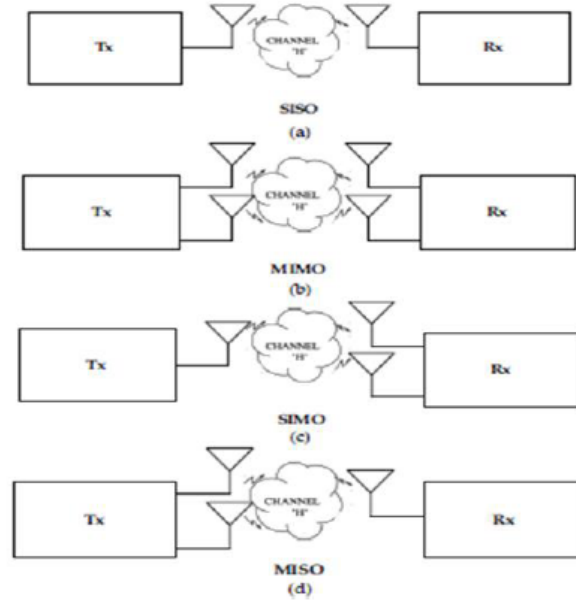 Tx CHANNEL "H" Rx
SISO
(a)
Tx CHANNEL "H" Rx
MIMO
(b)
Tx CHANNEL "H" Rx
SIMO
(c)
Tx CHANNEL "H" Rx
MISO
(d)